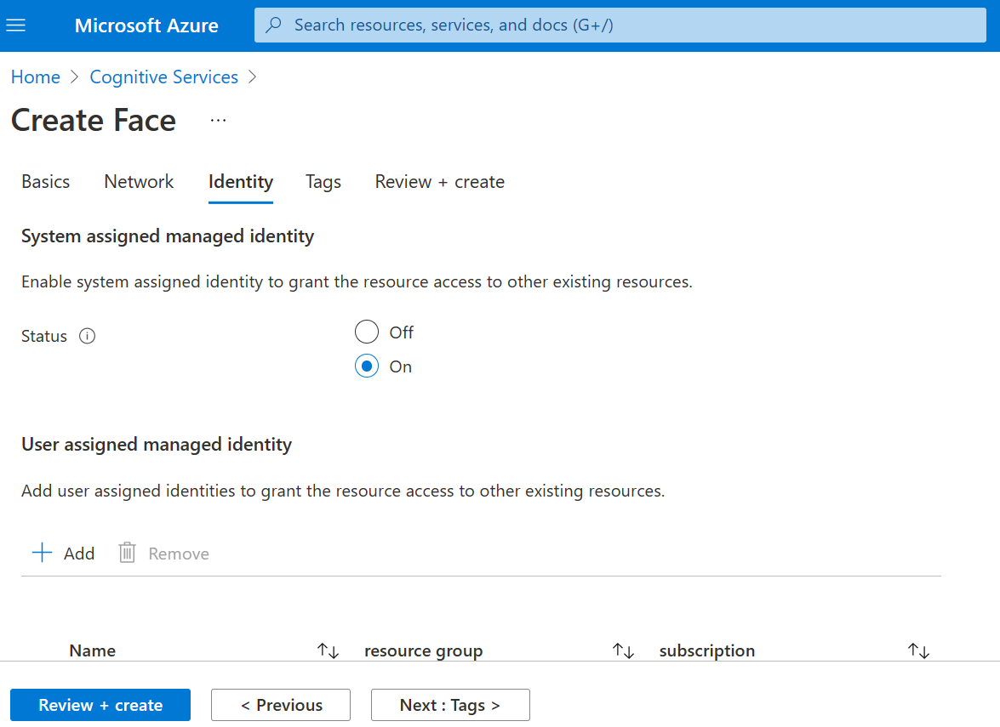 Microsoft Azure
Search resources, services, and docs (G+/)
Home > Cognitive Services >
Create Face ...
Basics Network Identity Tags Review + create
System assigned managed identity
Enable system assigned identity to grant the resource access to other existing resources.
Status
Off
On
User assigned managed identity
Add user assigned identities to grant the resource access to other existing resources.
Add Remove
Name resource group subscription
Review + create < Previous Next : Tags >